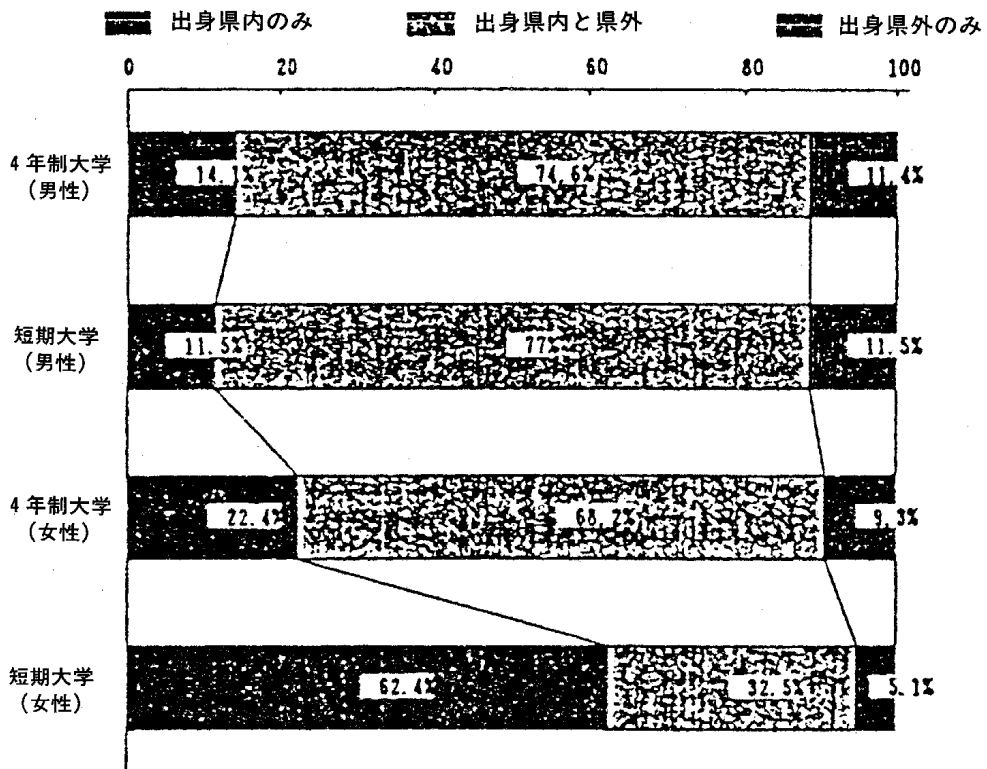 出身県内のみ 出身県内と県外 出身県外のみ
0 20 40 60 80 100
4年制大学
(男性)
14.1% 74.6% 11.4%
短期大学
(男性)
11.5% 77% 11.5%
4年制大学
(女性)
22.4% 68.2% 9.3%
短期大学
(女性)
62.4% 32.5% 5.1%